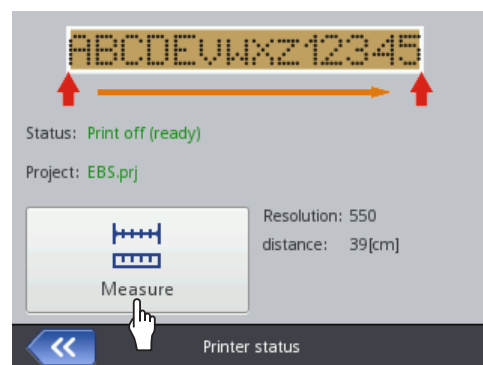 ABCDEVWXZ12345
Status: Print off (ready)
Project: EBS.prj
Resolution: 550
distance: 39[cm]
Measure
Printer status